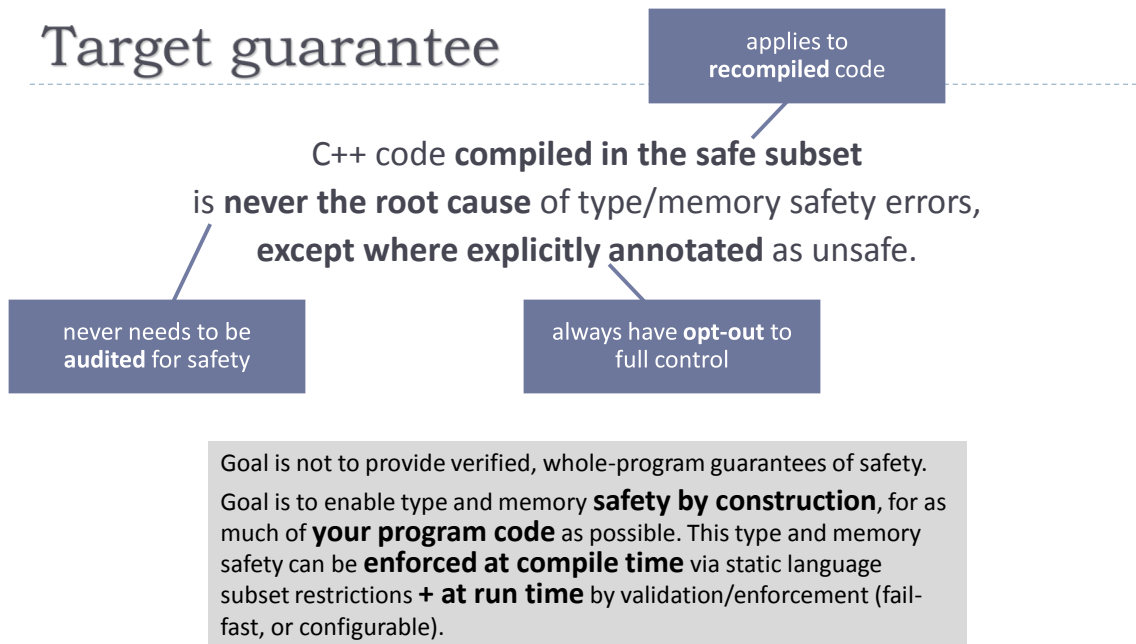 Target guarantee
applies to
recompiled code
C++ code compiled in the safe subset
is never the root cause of type/memory safety errors,
except where explicitly annotated as unsafe.
never needs to be
audited for safety
always have opt-out to
full control
Goal is not to provide verified, whole-program guarantees of safety.
Goal is to enable type and memory safety by construction, for as
much of your program code as possible. This type and memory
safety can be enforced at compile time via static language
subset restrictions + at run time by validation/enforcement (fail-
fast, or configurable).